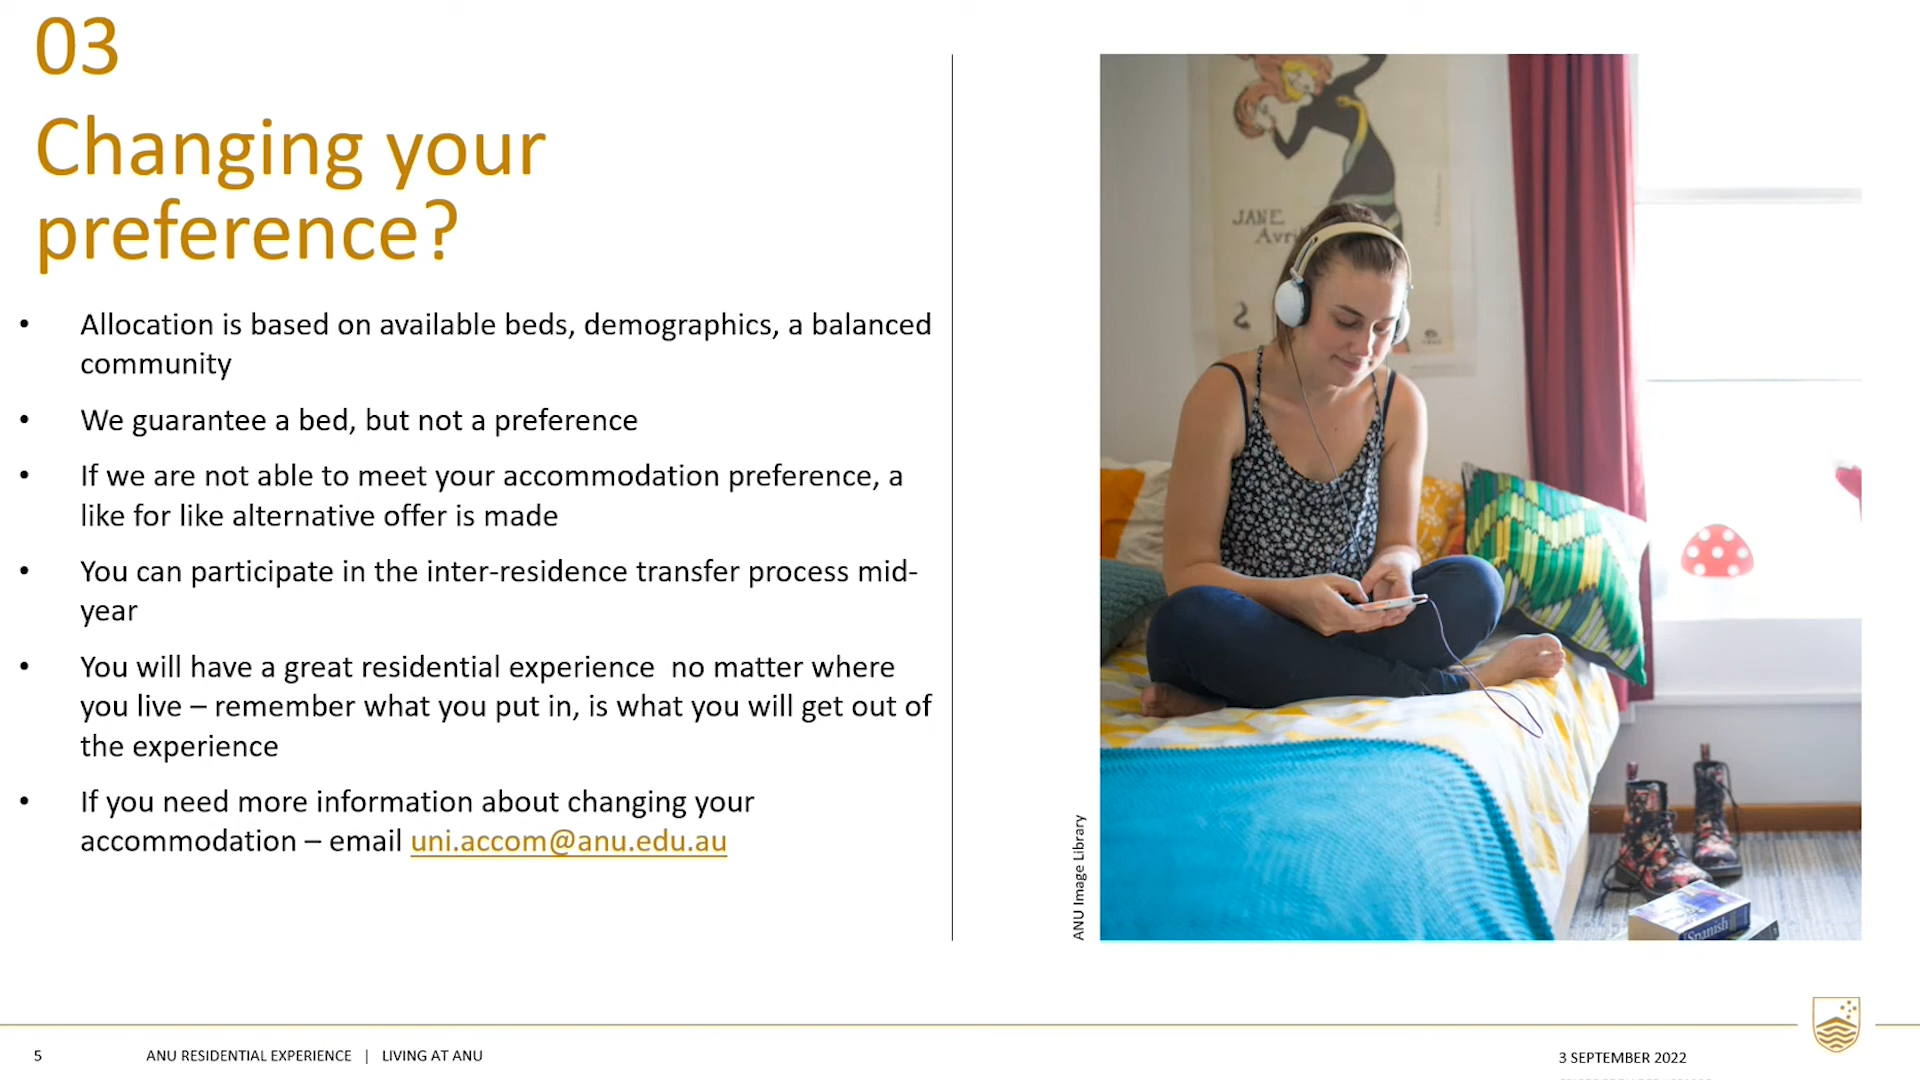 03
Changing your
preference?
• Allocation is based on available beds, demographics, a balanced
community
• We guarantee a bed, but not a preference
• If we are not able to meet your accommodation preference, a
like for like alternative offer is made
• You can participate in the inter-residence transfer process mid-
year
• You will have a great residential experience  no matter where
you live – remember what you put in, is what you will get out of
the experience
• If you need more information about changing your
accommodation – email uni.accom@anu.edu.au
JANE
Avril
Spanish
ANU Image Library
5
ANU RESIDENTIAL EXPERIENCE | LIVING AT ANU
3 SEPTEMBER 2022